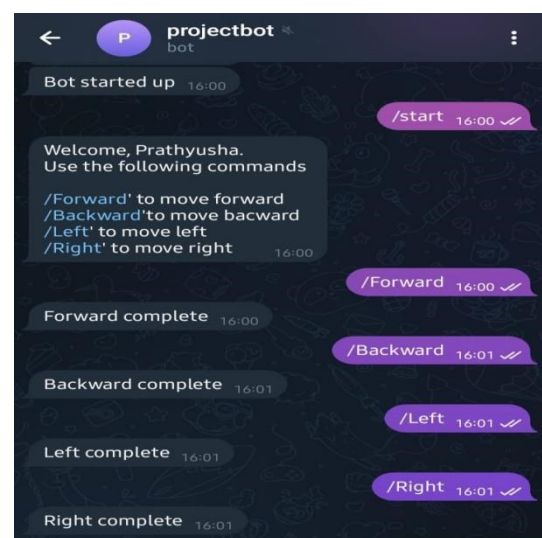 P
projectbot
bot
Bot started up 16:00
/start 16:00
Welcome, Prathyusha.
Use the following commands
/Forward' to move forward
/Backward'to move bacward
/Left' to move left
/Right' to move right 16:00
/Forward 16:00
Forward complete 16:00
/Backward 16:01
Backward complete 16:01
/Left 16:01
Left complete 16:01
/Right 16:01
Right complete 16:01